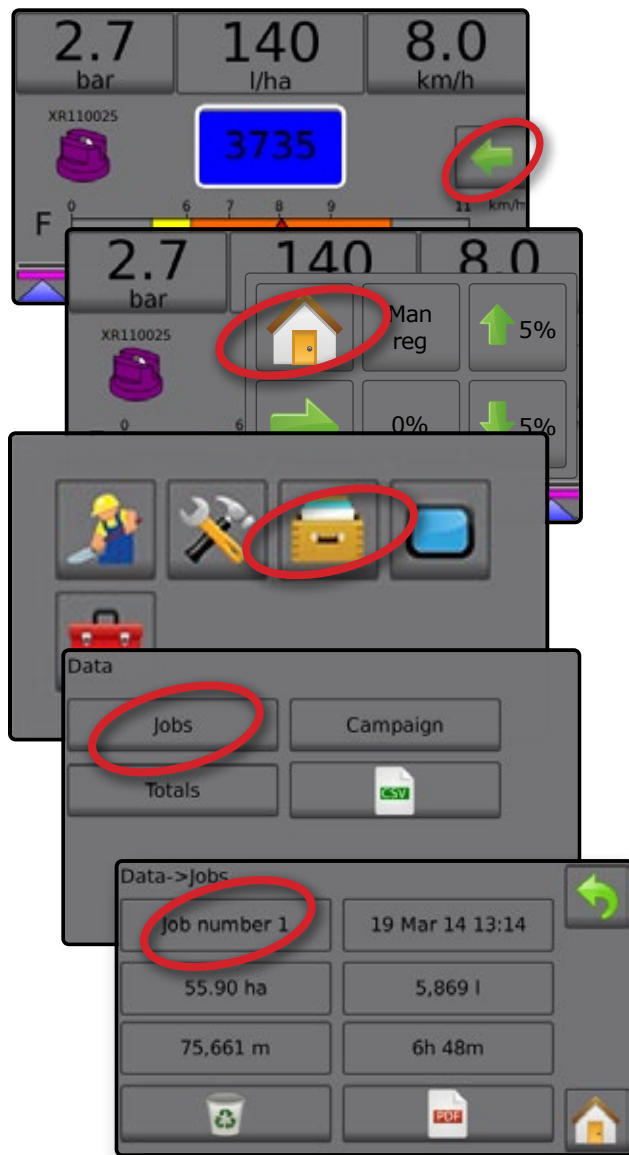 2.7 140 8.0
bar l/ha km/h
XR110025
3735
0 6 7 8 9 11 km/h
F
2.7 140 8.0
bar
XR110025
Man reg
5%
0 6
0%
5%
Data
Jobs Campaign
Totals CSV
Data->Jobs
Job number 1 19 Mar 14 13:14
55.90 ha 5,869 l
75,661 m 6h 48m
PDF